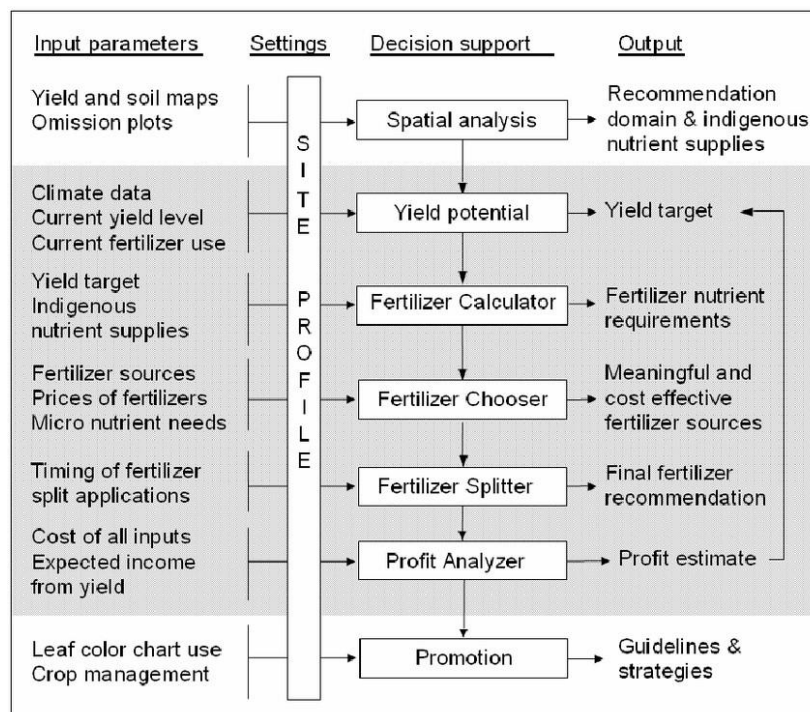 Input parameters Settings Decision support Output
Yield and soil maps
Omission plots
Spatial analysis
Recommendation
domain & indigenous
nutrient supplies
Climate data
Current yield level
Current fertilizer use
Yield potential
Yield target
Yield target
Indigenous
nutrient supplies
Fertilizer Calculator
Fertilizer nutrient
requirements
Fertilizer sources
Prices of fertilizers
Micro nutrient needs
Fertilizer Chooser
Meaningful and
cost effective
fertilizer sources
Timing of fertilizer
split applications
Fertilizer Splitter
Final fertilizer
recommendation
Cost of all inputs
Expected income
from yield
Profit Analyzer
Profit estimate
Leaf color chart use
Crop management
Promotion
Guidelines &
strategies
SITE PROFILE